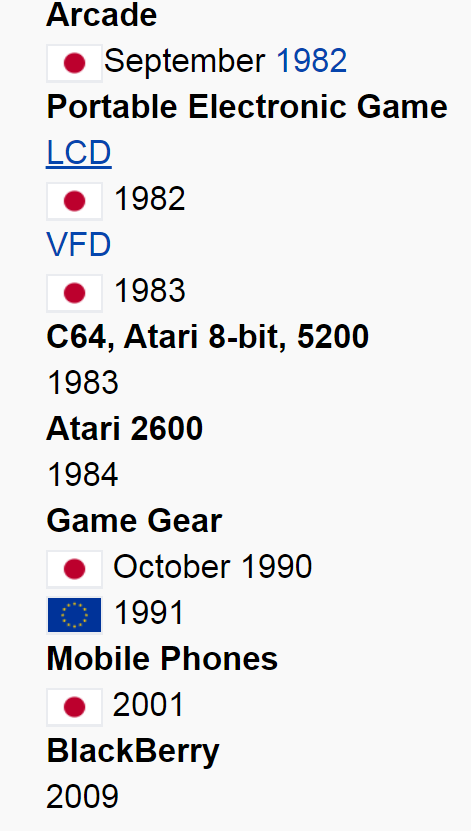 Arcade
September 1982
Portable Electronic Game
LCD
1982
VFD
1983
C64, Atari 8-bit, 5200
1983
Atari 2600
1984
Game Gear
October 1990
1991
Mobile Phones
2001
BlackBerry
2009